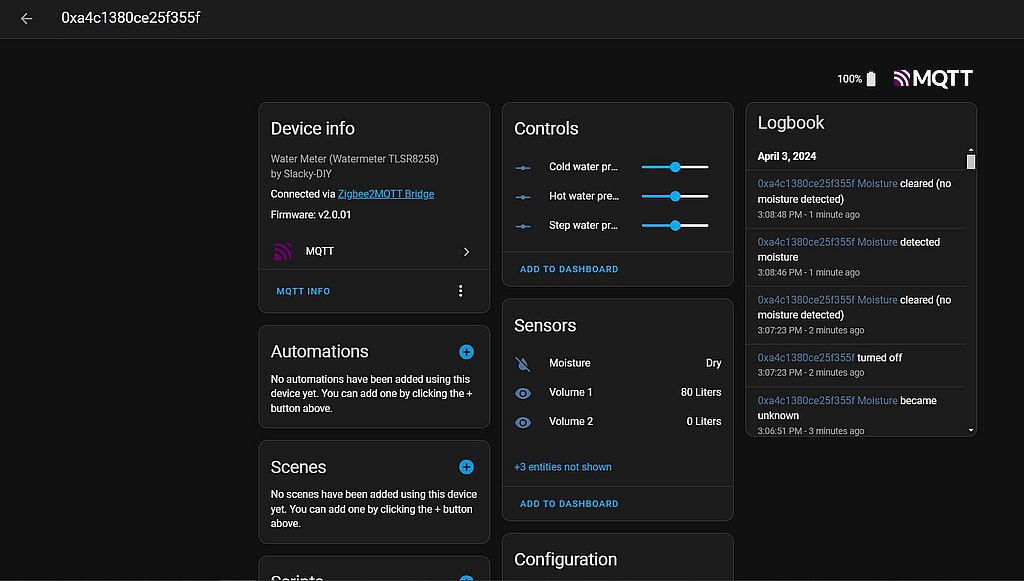 0xa4c1380ce25f355f
100%
MQTT
Device info
Water Meter (Watermeter TLSR8258)
by Slacky-DIY
Connected via Zigbee2MQTT Bridge
Firmware: v2.0.01
MQTT
MQTT INFO
Automations
No automations have been added using this
device yet. You can add one by clicking the +
button above.
Scenes
No scenes have been added using this device
yet. You can add one by clicking the + button
above.
Scripts
Controls
Cold water pr...
Hot water pre...
Step water pr...
ADD TO DASHBOARD
Sensors
Moisture Dry
Volume 1 80 Liters
Volume 2 0 Liters
+3 entities not shown
ADD TO DASHBOARD
Configuration
Logbook
April 3, 2024
0xa4c1380ce25f355f Moisture cleared (no
moisture detected)
3:08:48 PM - 1 minute ago
0xa4c1380ce25f355f Moisture detected
moisture
3:08:46 PM - 1 minute ago
0xa4c1380ce25f355f Moisture cleared (no
moisture detected)
3:07:23 PM - 2 minutes ago
0xa4c1380ce25f355f turned off
3:07:23 PM - 2 minutes ago
0xa4c1380ce25f355f Moisture became
unknown
3:06:51 PM - 3 minutes ago